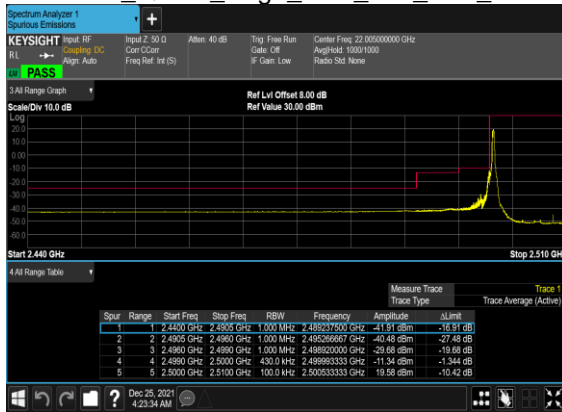 Spectrum Analyzer 1
Spurious Emissions
+
KEYSIGHT Input: RF Input Z: 50 Ω Atten: 40 dB Trig: Free Run Center Freq: 22.005000000 GHz
RL Coupling: DC Corr CCorr Gate: Off Avg|Hold: 1000/1000
Align: Auto Freq Ref: Int (S) IF Gain: Low Radio Std: None
PASS
3 All Range Graph
Ref Lvl Offset 8.00 dB
Scale/Div 10.0 dB Ref Value 30.00 dBm
Log
20.0
10.0
0.00
-10.0
-20.0
-30.0
-40.0
-50.0
-60.0
Start 2.440 GHz Stop 2.510 GH
4 All Range Table
Measure Trace Trace 1
Trace Type Trace Average (Active)
Spur Range Start Freq Stop Freq RBW Frequency Amplitude ΔLimit
1 1 2.4400 GHz 2.4905 GHz 1.000 MHz 2.489237500 GHz -41.91 dBm -16.91 dB
2 2 2.4905 GHz 2.4960 GHz 1.000 MHz 2.495266667 GHz -40.48 dBm -27.48 dB
3 3 2.4960 GHz 2.4990 GHz 1.000 MHz 2.498920000 GHz -29.68 dBm -19.68 dB
4 4 2.4990 GHz 2.5000 GHz 430.0 kHz 2.499993333 GHz -11.34 dBm -1.344 dB
5 5 2.5000 GHz 2.5100 GHz 100.0 kHz 2.500533333 GHz 19.58 dBm -10.42 dB
? Dec 25, 2021
4:23:34 AM